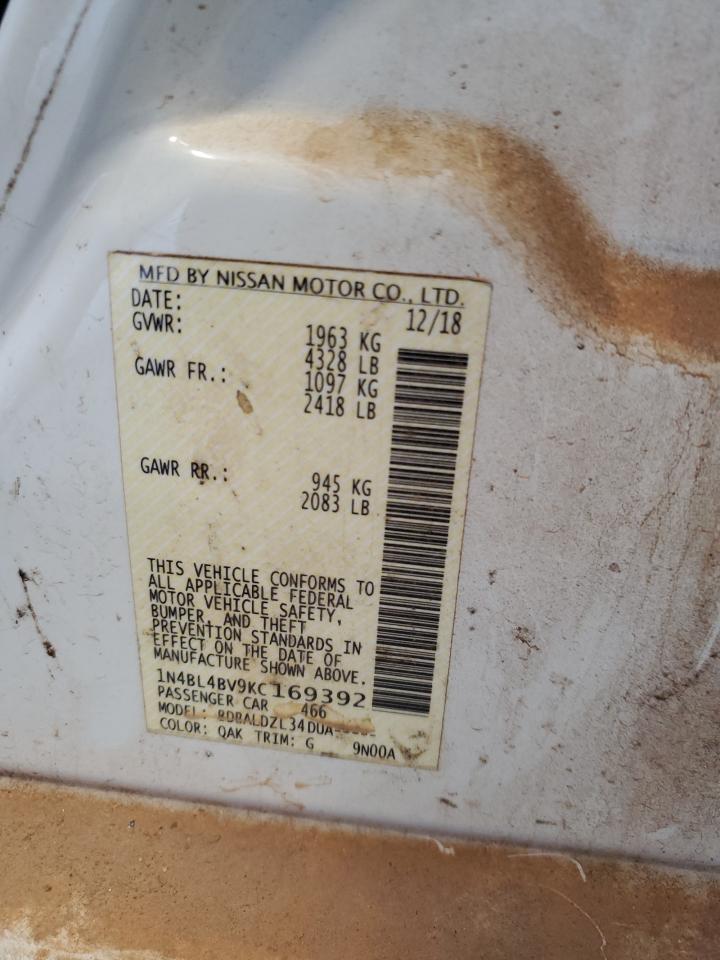 MFD BY NISSAN MOTOR CO., LTD.
DATE: 12/18
GVWR: 1963 KG
4328 LB
GAWR FR.: 1097 KG
2418 LB
GAWR RR.: 945 KG
2083 LB
THIS VEHICLE CONFORMS TO
ALL APPLICABLE FEDERAL
MOTOR VEHICLE SAFETY,
BUMPER, AND THEFT
PREVENTION STANDARDS IN
EFFECT ON THE DATE OF
MANUFACTURE SHOWN ABOVE.
1N4BL4BV9KC169392
PASSENGER CAR 466
MODEL:
COLOR: QAK TRIM: G 9N00A